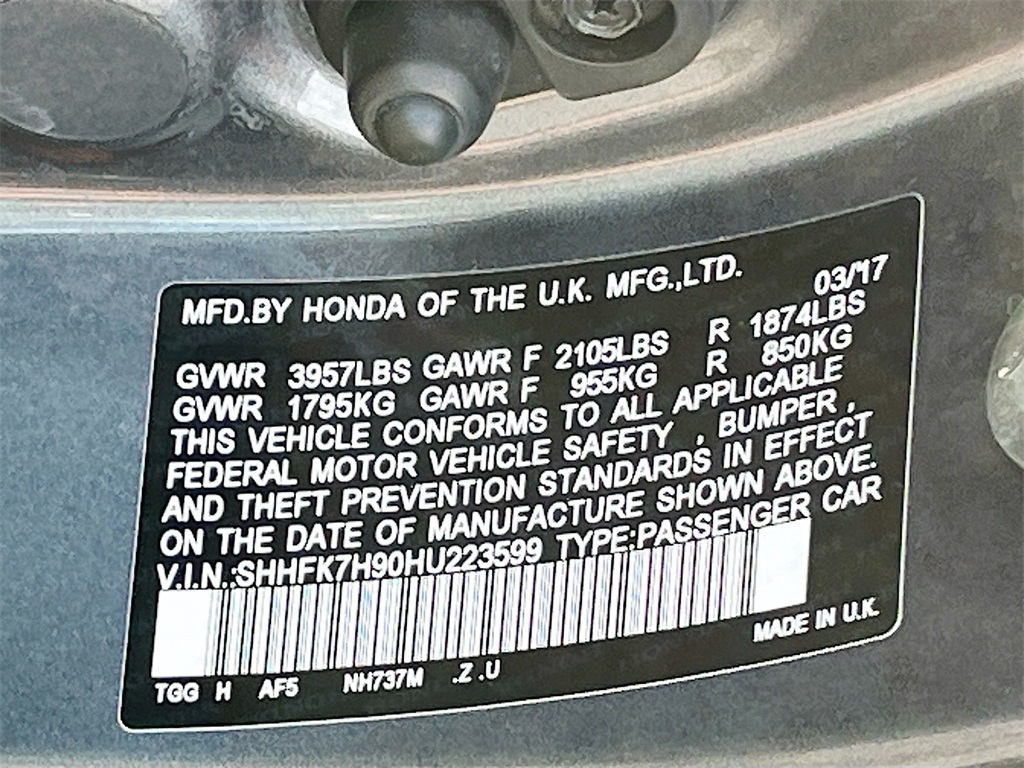 MFD.BY HONDA OF THE U.K. MFG.,LTD. 03/'17
GVWR 3957LBS GAWR F 2105LBS R 1874LBS
GVWR 1795KG GAWR F 955KG R 850KG
THIS VEHICLE CONFORMS TO ALL APPLICABLE
FEDERAL MOTOR VEHICLE SAFETY , BUMPER ,
AND THEFT PREVENTION STANDARDS IN EFFECT
ON THE DATE OF MANUFACTURE SHOWN ABOVE.
V.I.N.:SHHFK7H90HU223599 TYPE:PASSENGER CAR
MADE IN U.K.
TGG H AF5 NH737M .Z .U